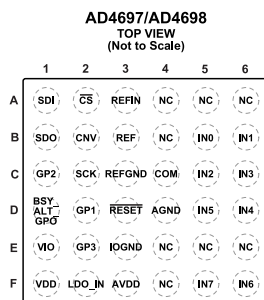 AD4697/AD4698
TOP VIEW
(Not to Scale)
1 2 3 4 5 6
A SDI CS REFIN NC NC NC
B SDO CNV REF NC IN0 IN1
C GP2 SCK REFGND COM IN2 IN3
D BSY_ALT_GPO GP1 RESET AGND IN5 IN4
E VIO GP3 IOGND NC NC NC
F VDD LDO_IN AVDD NC IN7 IN6